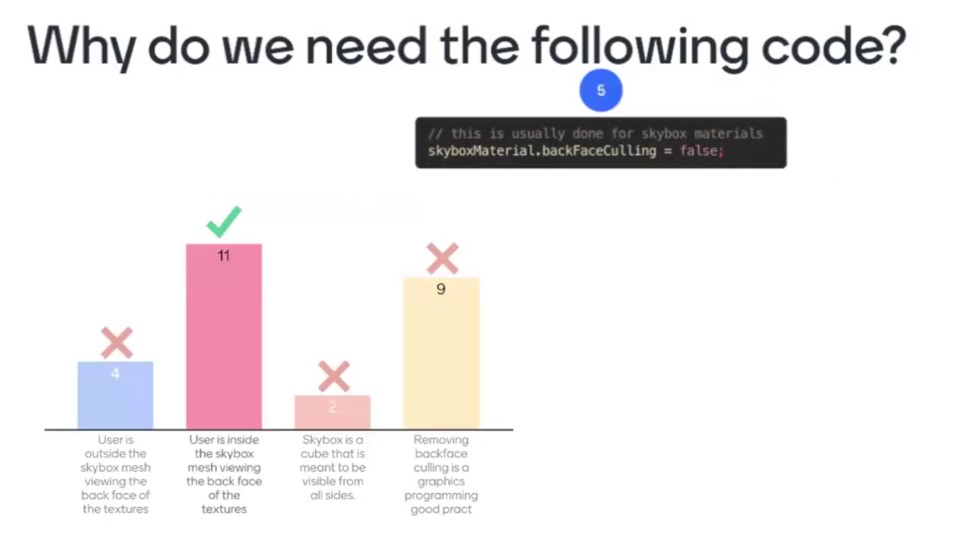 Why do we need the following code?
5
// this is usually done for skybox materials
skyboxMaterial.backFaceCulling = false;
4
11
2
9
User is
outside the
skybox mesh
viewing the
back face of
the textures
User is inside
the skybox
mesh viewing
the back face
of the
textures
Skybox is a
cube that is
meant to be
visible from
all sides.
Removing
backface
culling is a
graphics
programming
good pract